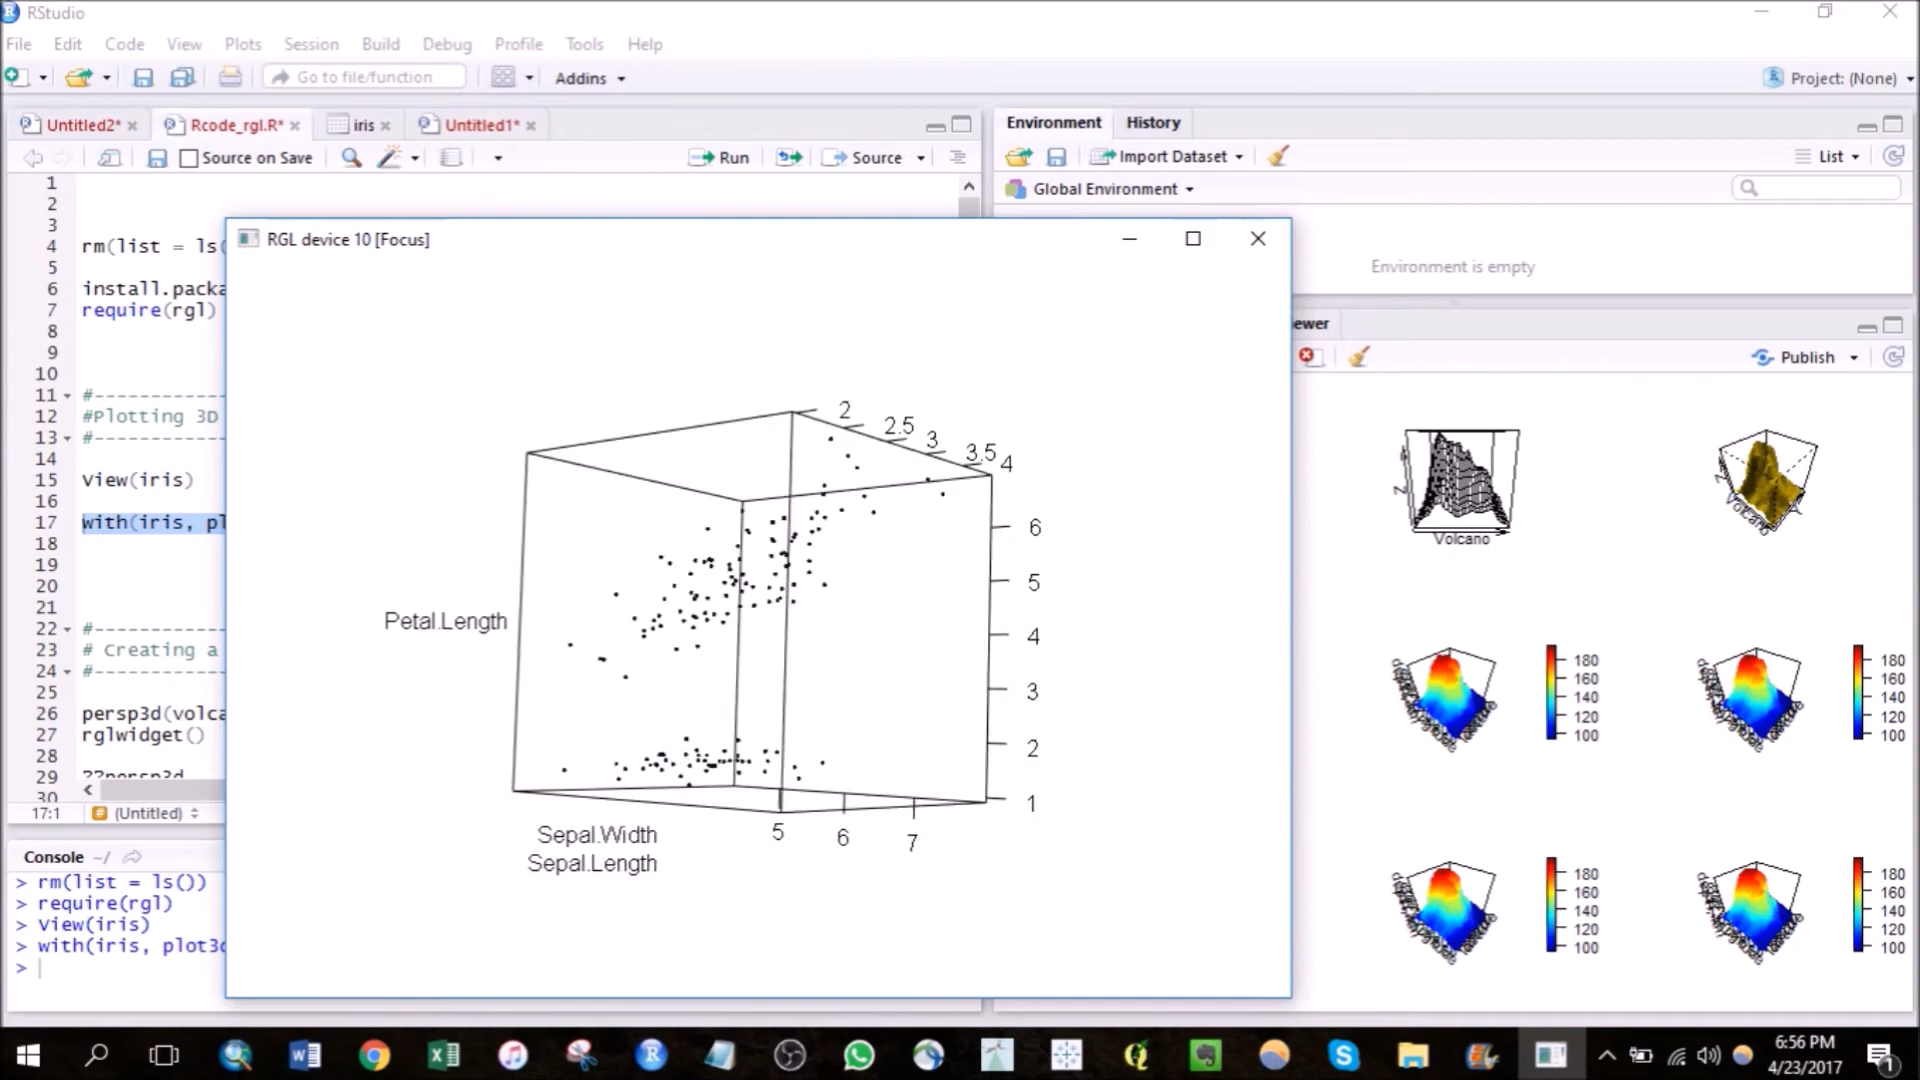 RStudio
File Edit Code View Plots Session Build Debug Profile Tools Help
Go to file/function Addins Project: (None)
Untitled2* Rcode_rgl.R* iris Untitled1*
Source on Save Run Source
Environment History
Import Dataset List
Global Environment
Environment is empty
1
2
3
4 rm(list = ls(
5
6 install.packa
7 require(rgl)
8
9
10
11 #-------------
12 #Plotting 3D
13 #-------------
14
15 View(iris)
16
17 with(iris, pl
18
19
20
21
22 #-------------
23 # Creating a
24 #-------------
25
26 persp3d(volca
27 rglwidget()
28
29 ??persp3d
30
17:1 (Untitled)
RGL device 10 [Focus]
2
2.5
3
3.5
4
6
5
4
3
2
1
Petal.Length
Sepal.Width
Sepal.Length
5 6 7
Console ~/
> rm(list = ls())
> require(rgl)
> View(iris)
> with(iris, plot3d
>
ewer
Publish
Z
Volcano
Z
Volcano
Y
180
160
140
120
100
180
160
140
120
100
180
160
140
120
100
180
160
140
120
100
6:56 PM
4/23/2017
1